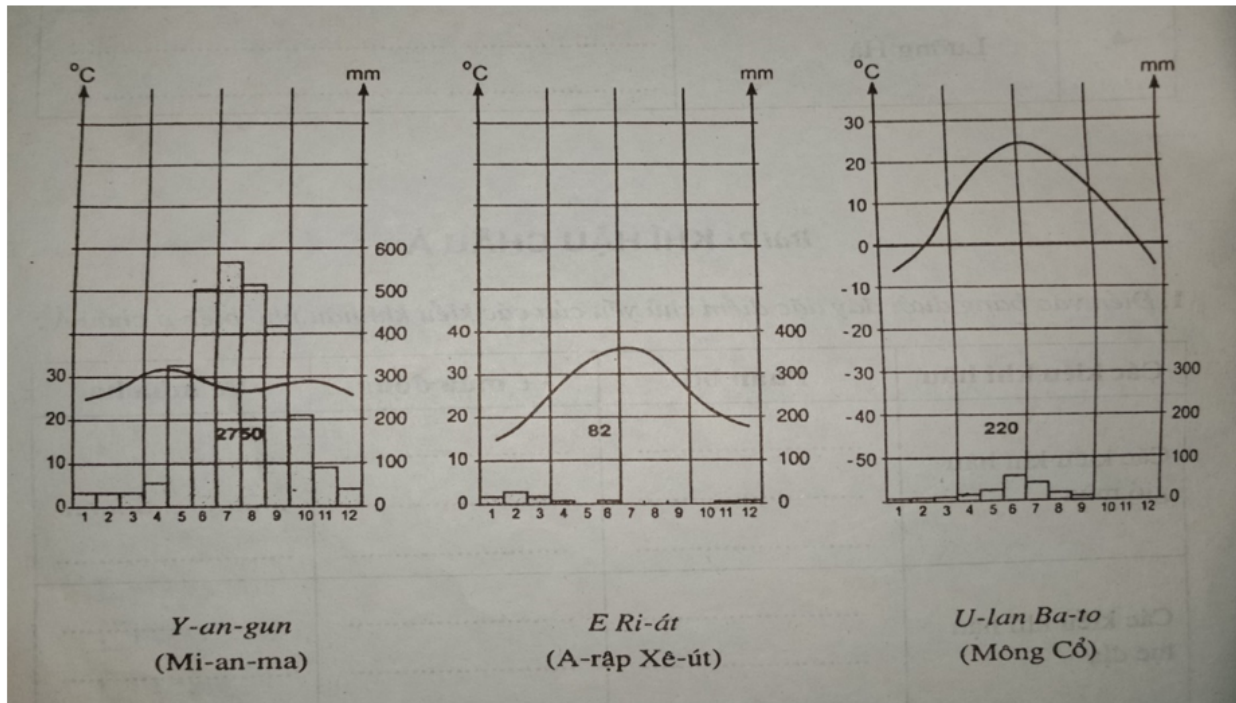 °C mm
600
500
400
30 300
20 200
2750
10 100
0 0
1 2 3 4 5 6 7 8 9 10 11 12
Y-an-gun
(Mi-an-ma)
°C mm
40 400
30 300
20 200
82
10 100
0 0
1 2 3 4 5 6 7 8 9 10 11 12
E Ri-át
(A-rập Xê-út)
°C mm
30
20
10
0
-10
-20
-30 300
-40 200
220
-50 100
0
1 2 3 4 5 6 7 8 9 10 11 12
U-lan Ba-to
(Mông Cổ)